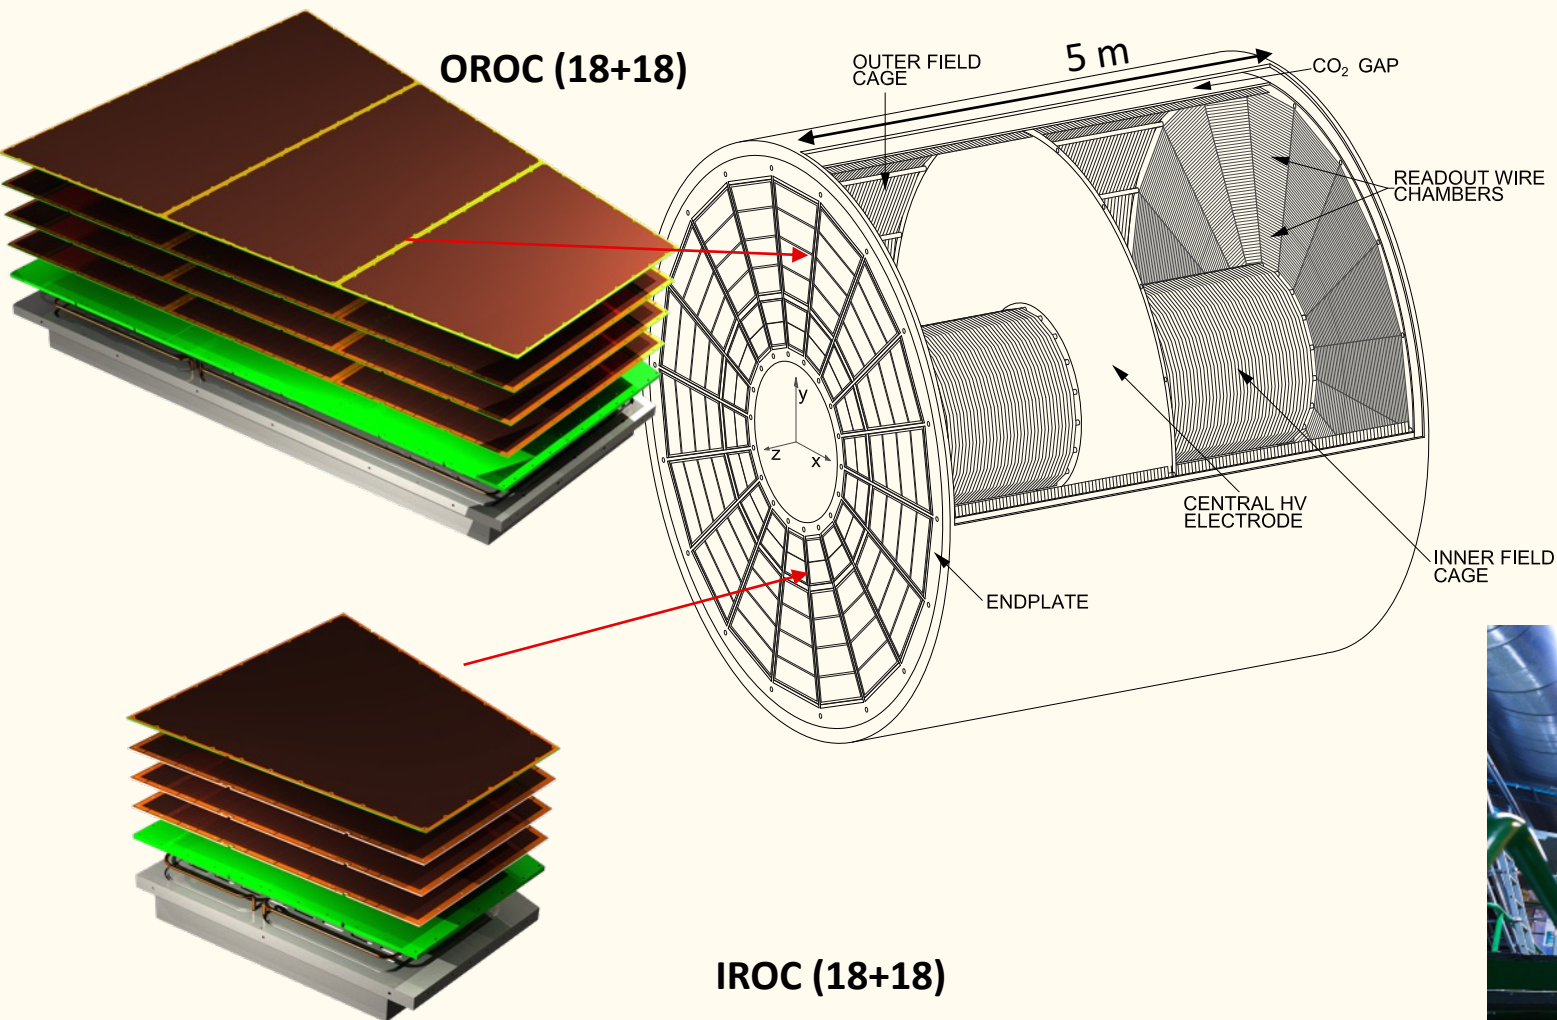 OROC (18+18)
OUTER FIELD
CAGE
5 m
CO₂ GAP
READOUT WIRE
CHAMBERS
y
z
x
CENTRAL HV
ELECTRODE
INNER FIELD
CAGE
ENDPLATE
IROC (18+18)